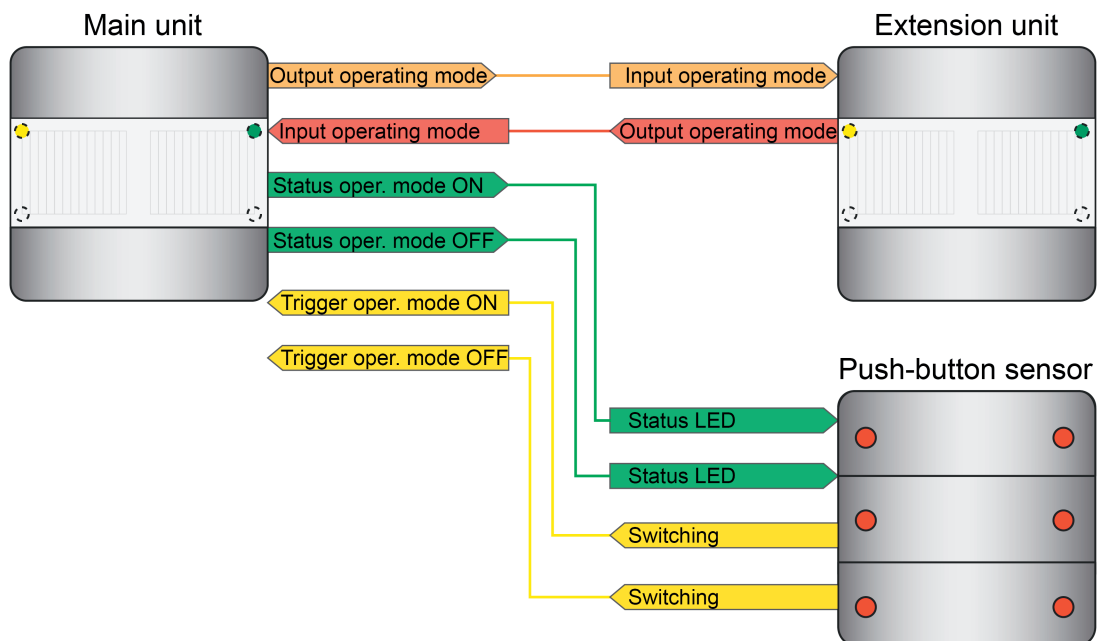 Main unit
Extension unit
Output operating mode
Input operating mode
Input operating mode
Output operating mode
Status oper. mode ON
Status oper. mode OFF
Trigger oper. mode ON
Trigger oper. mode OFF
Push-button sensor
Status LED
Status LED
Switching
Switching